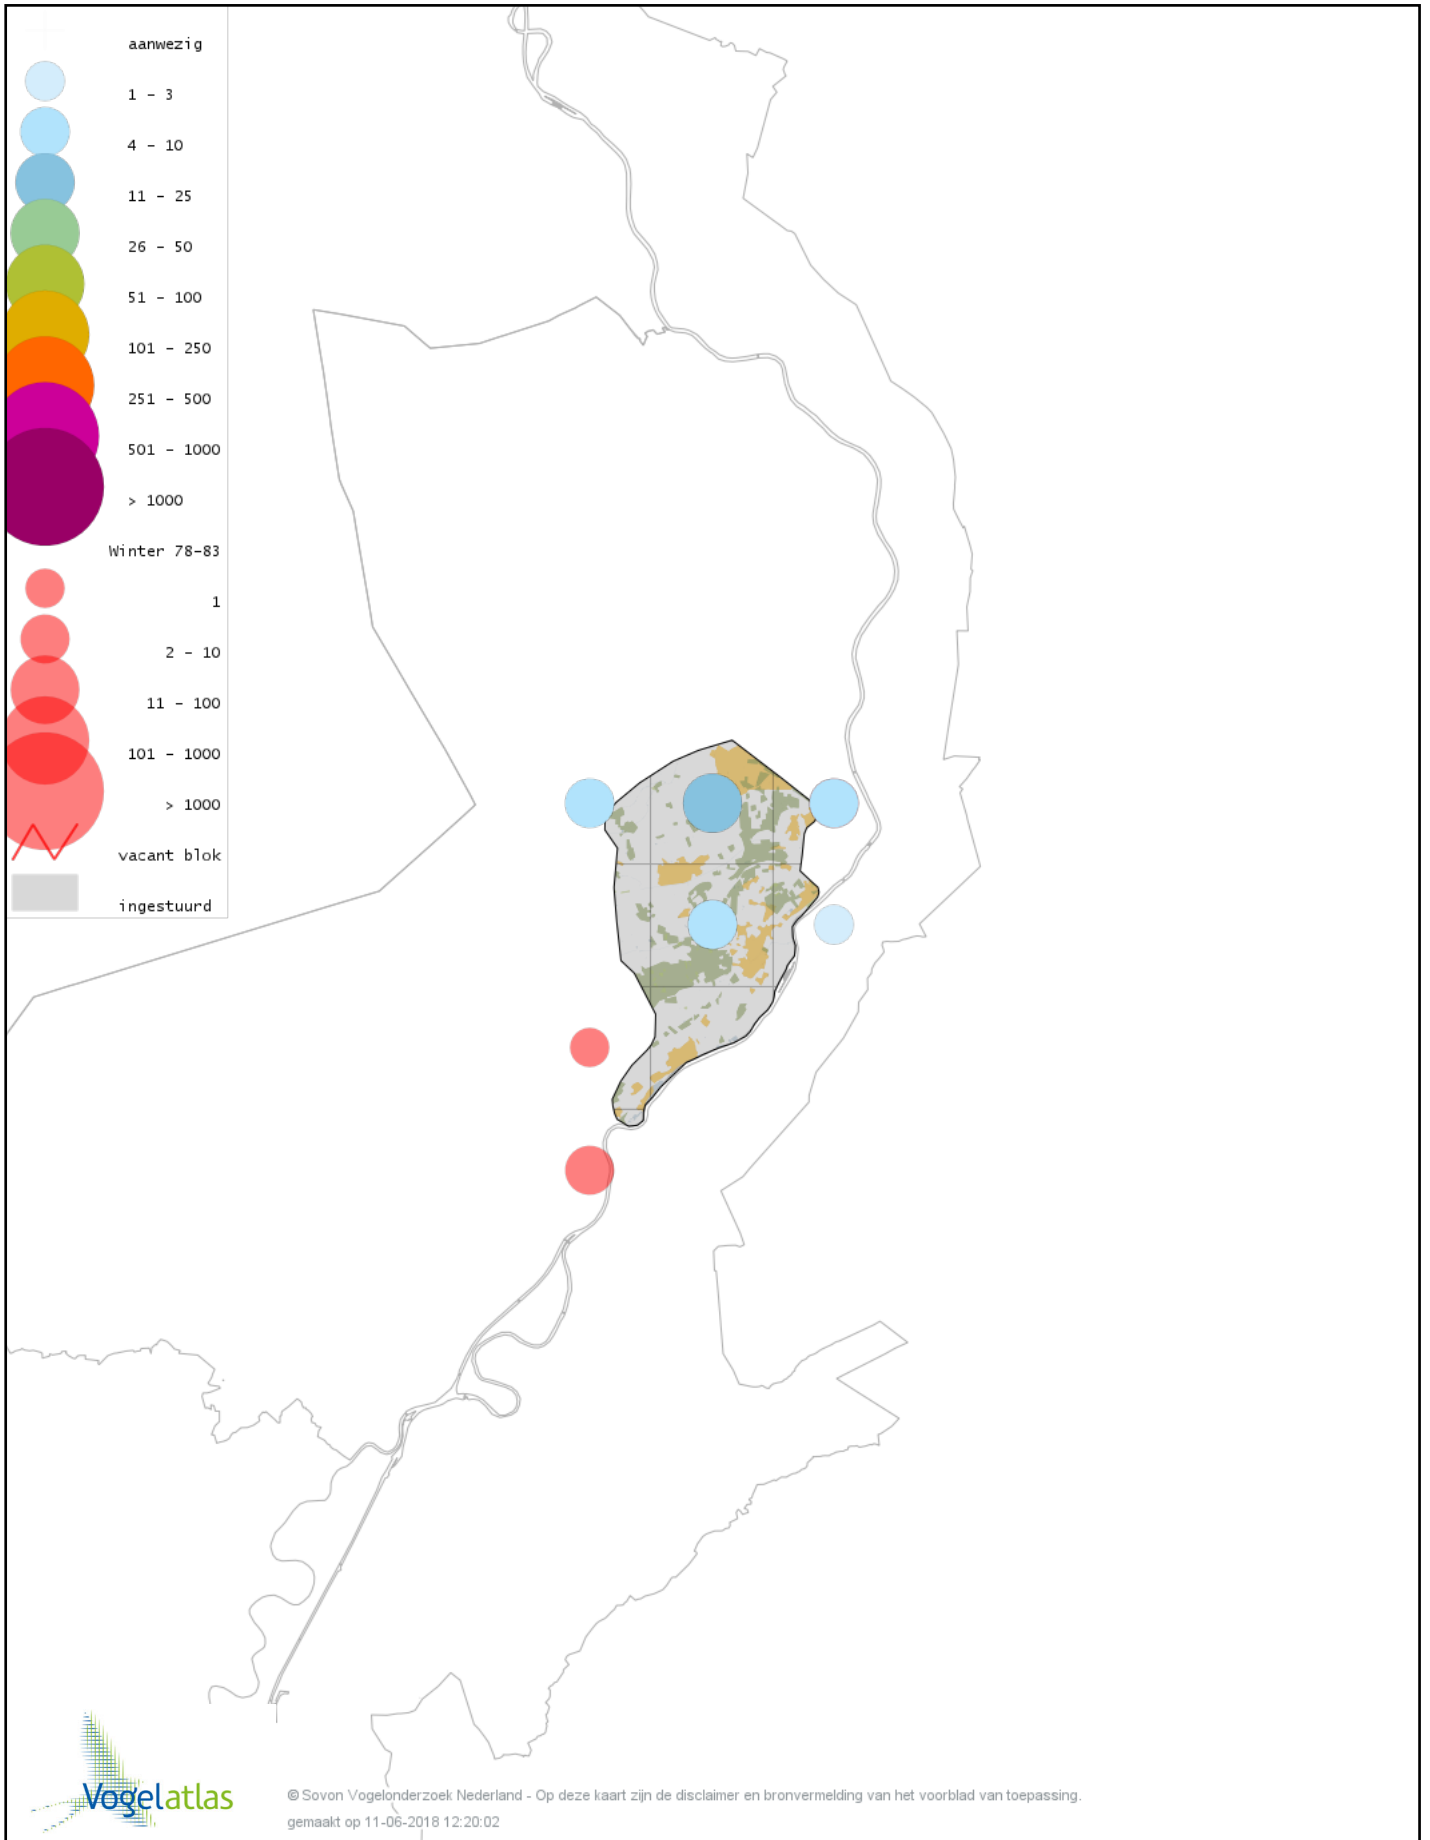 aanwezig
1 - 3
4 - 10
11 - 25
26 - 50
51 - 100
101 - 250
251 - 500
501 - 1000
> 1000
Winter 78-83
1
2 - 10
11 - 100
101 - 1000
> 1000
vacant blok
ingestuurd
Vogelatlas
© Sovon Vogelonderzoek Nederland - Op deze kaart zijn de disclaimer en bronvermelding van het voorblad van toepassing.
gemaakt op 11-06-2018 12:20:02